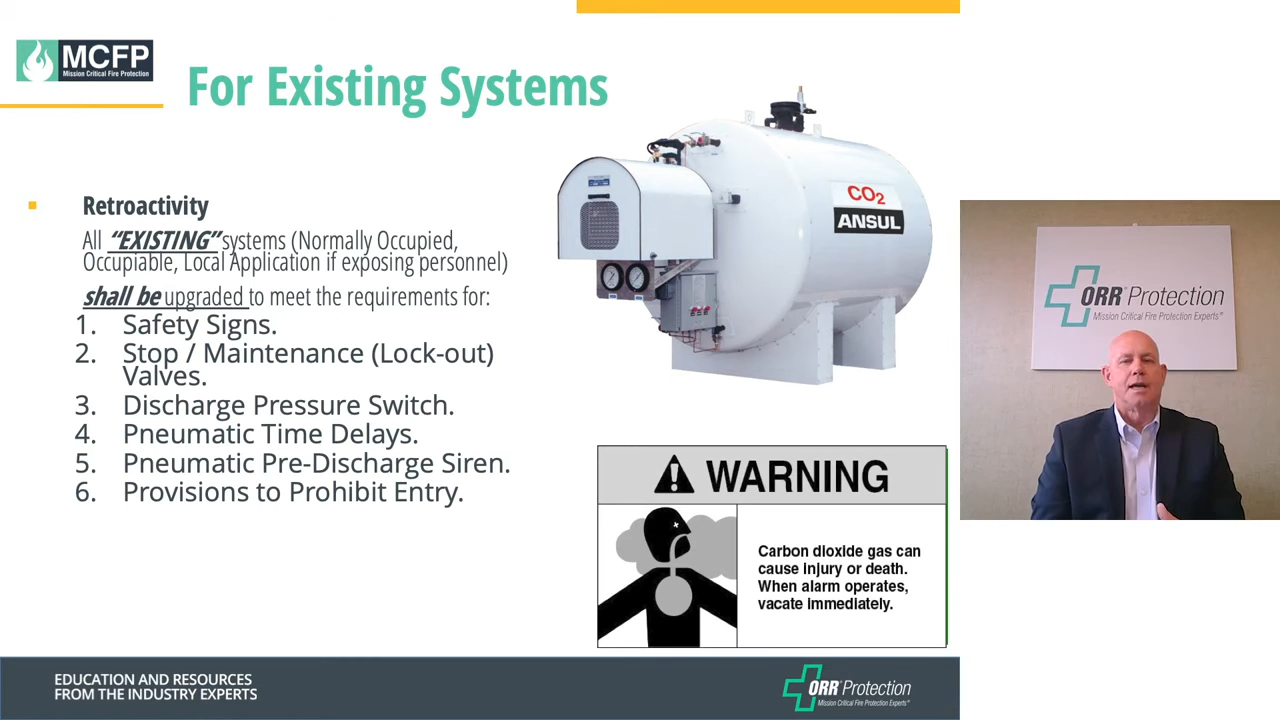 MCFP
Mission Critical Fire Protection
For Existing Systems
▪ Retroactivity
All “EXISTING” systems (Normally Occupied,
Occupiable, Local Application if exposing personnel)
shall be upgraded to meet the requirements for:
1. Safety Signs.
2. Stop / Maintenance (Lock-out)
Valves.
3. Discharge Pressure Switch.
4. Pneumatic Time Delays.
5. Pneumatic Pre-Discharge Siren.
6. Provisions to Prohibit Entry.
CO2
ANSUL
WARNING
Carbon dioxide gas can
cause injury or death.
When alarm operates,
vacate immediately.
ORR® Protection
Mission Critical Fire Protection Experts®
EDUCATION AND RESOURCES
FROM THE INDUSTRY EXPERTS
ORR® Protection
Mission Critical Fire Protection Experts®